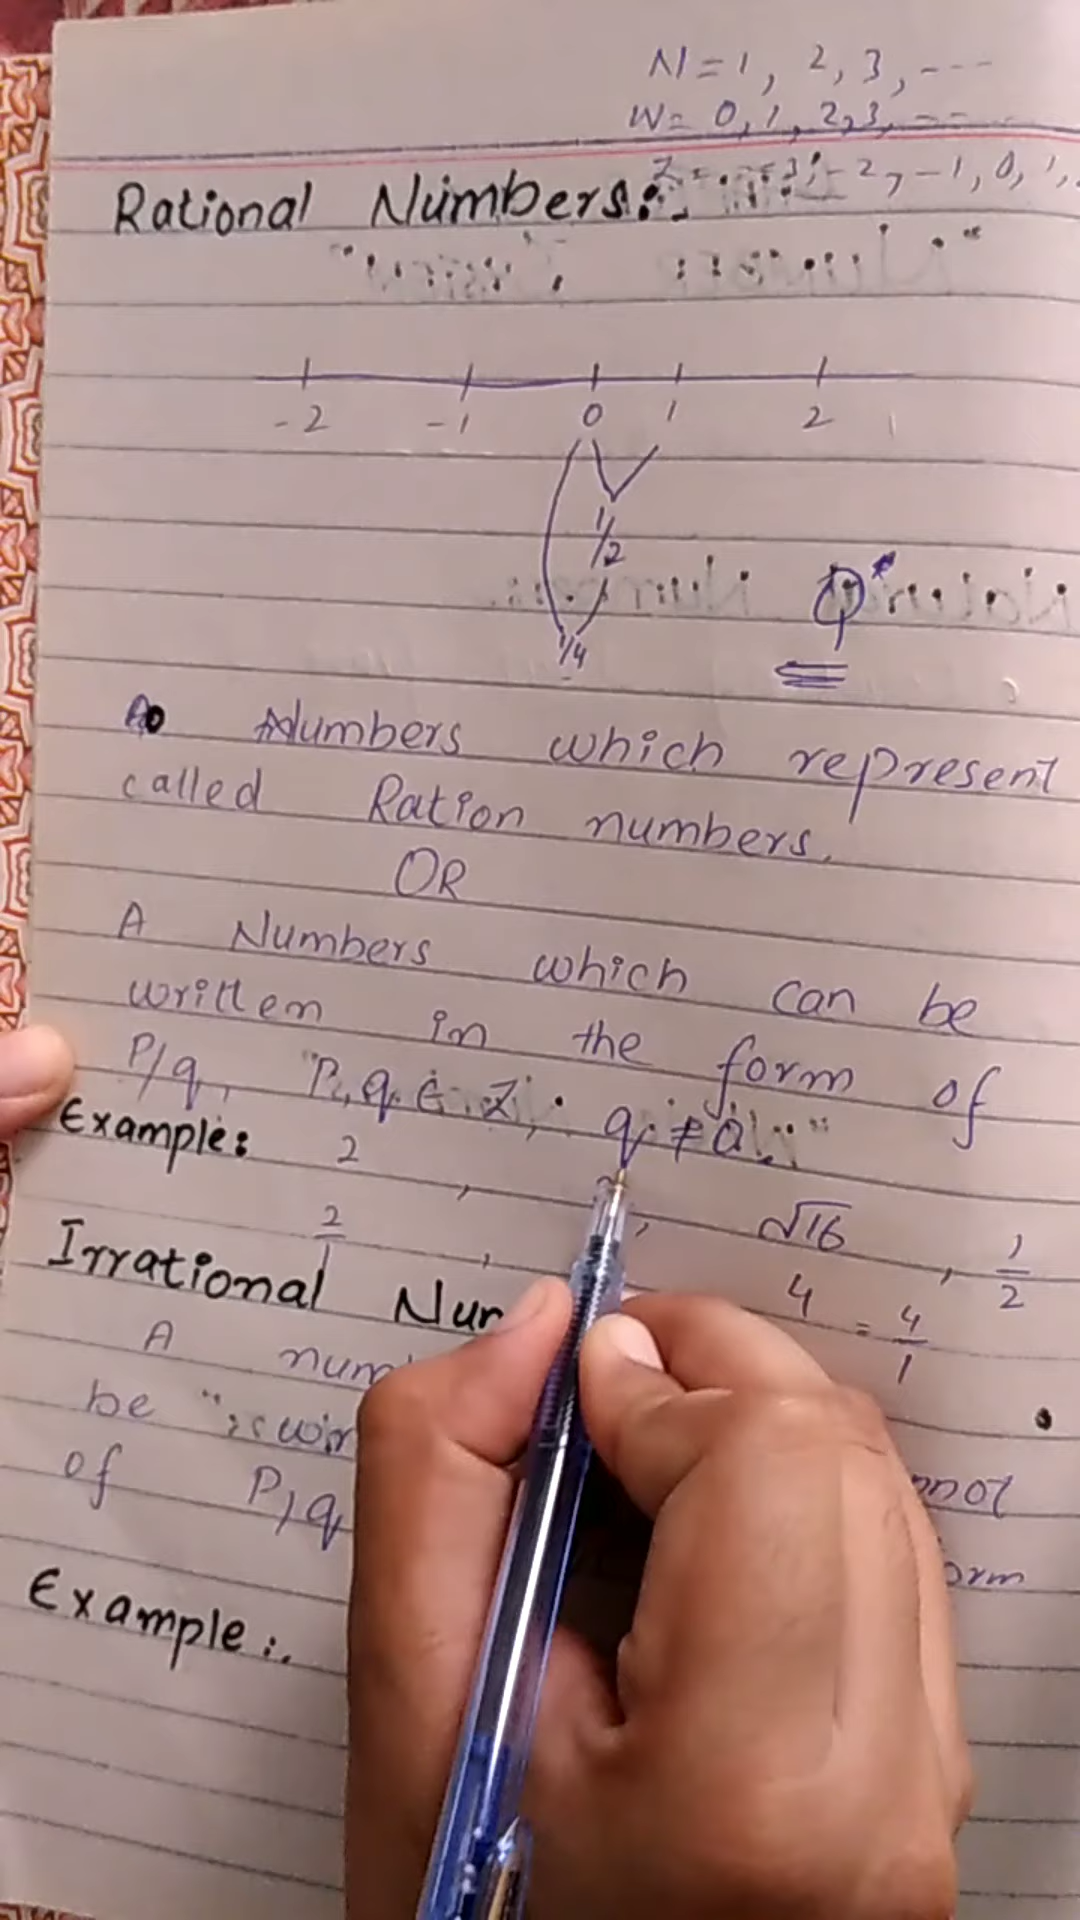 N = 1, 2, 3, ---
W = 0, 1, 2, 3, ---
Z = --- -3, -2, -1, 0, 1,
Rational Numbers:.
-2 -1 0 1 2
1/2
Q
1/4
Numbers which represent
called Ration numbers.
OR
A Numbers which can be
written in the form of
P/q, P, q ∈ Z, q ≠ 0.
Example: 2 , , √16 , 1/2
2/1 , 4 = 4/1
Irrational
A
be
of P/q
Example:.